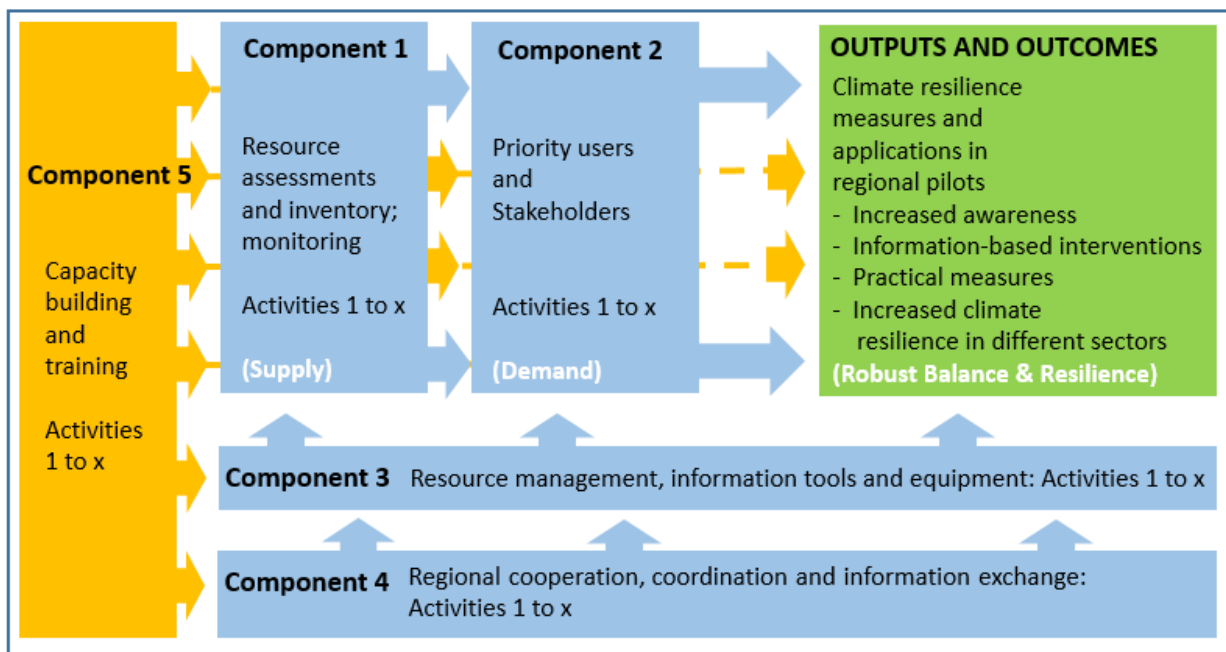 Component 5
Capacity
building
and
training
Activities
1 to x
Component 1
Resource
assessments
and inventory;
monitoring
Activities 1 to x
(Supply)
Component 2
Priority users
and
Stakeholders
Activities 1 to x
(Demand)
OUTPUTS AND OUTCOMES
Climate resilience
measures and
applications in
regional pilots
- Increased awareness
- Information-based interventions
- Practical measures
- Increased climate
resilience in different sectors
(Robust Balance & Resilience)
Component 3 Resource management, information tools and equipment: Activities 1 to x
Component 4 Regional cooperation, coordination and information exchange:
Activities 1 to x